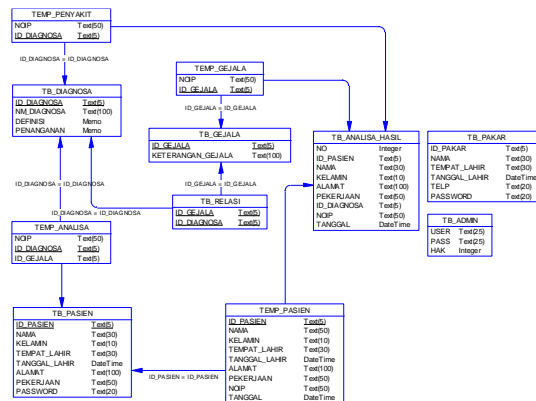 TEMP_PENYAKIT
NOIP Text(50)
ID_DIAGNOSA Text(5)
ID_DIAGNOSA = ID_DIAGNOSA
TB_DIAGNOSA
ID_DIAGNOSA Text(5)
NM_DIAGNOSA Text(100)
DEFINISI Memo
PENANGANAN Memo
TEMP_GEJALA
NOIP Text(50)
ID_GEJALA Text(5)
ID_GEJALA = ID_GEJALA
TB_GEJALA
ID_GEJALA Text(5)
KETERANGAN_GEJALA Text(100)
ID_GEJALA = ID_GEJALA
TB_RELASI
ID_GEJALA Text(5)
ID_DIAGNOSA Text(5)
TB_ANALISA_HASIL
NO Integer
ID_PASIEN Text(5)
NAMA Text(30)
KELAMIN Text(10)
ALAMAT Text(100)
PEKERJAAN Text(50)
ID_DIAGNOSA Text(5)
NOIP Text(50)
TANGGAL DateTime
TB_PAKAR
ID_PAKAR Text(5)
NAMA Text(30)
TEMPAT_LAHIR Text(30)
TANGGAL_LAHIR DateTime
TELP Text(20)
PASSWORD Text(20)
TB_ADMIN
USER Text(25)
PASS Text(25)
HAK Integer
ID_DIAGNOSA = ID_DIAGNOSA
ID_DIAGNOSA = ID_DIAGNOSA
TEMP_ANALISA
NOIP Text(50)
ID_DIAGNOSA Text(5)
ID_GEJALA Text(5)
TB_PASIEN
ID_PASIEN Text(5)
NAMA Text(30)
KELAMIN Text(10)
TEMPAT_LAHIR Text(30)
TANGGAL_LAHIR DateTime
ALAMAT Text(100)
PEKERJAAN Text(50)
PASSWORD Text(20)
ID_PASIEN = ID_PASIEN
TEMP_PASIEN
ID_PASIEN Text(5)
NAMA Text(50)
KELAMIN Text(10)
TEMPAT_LAHIR Text(30)
TANGGAL_LAHIR DateTime
ALAMAT Text(100)
PEKERJAAN Text(50)
NOIP Text(50)
TANGGAL DateTime